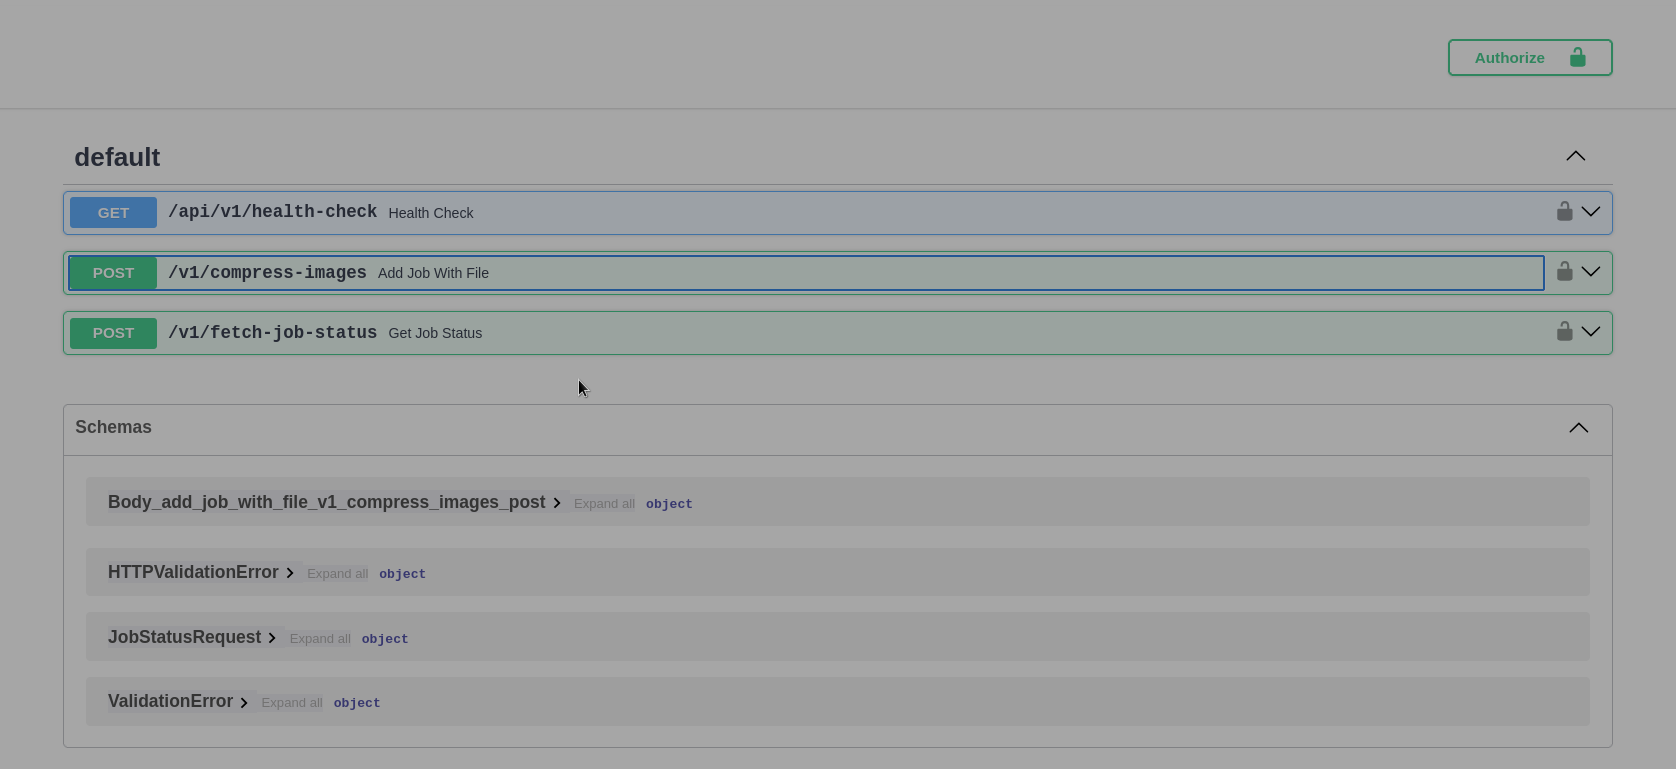 Authorize
default
GET /api/v1/health-check Health Check
POST /v1/compress-images Add Job With File
POST /v1/fetch-job-status Get Job Status
Schemas
Body_add_job_with_file_v1_compress_images_post Expand all object
HTTPValidationError Expand all object
JobStatusRequest Expand all object
ValidationError Expand all object